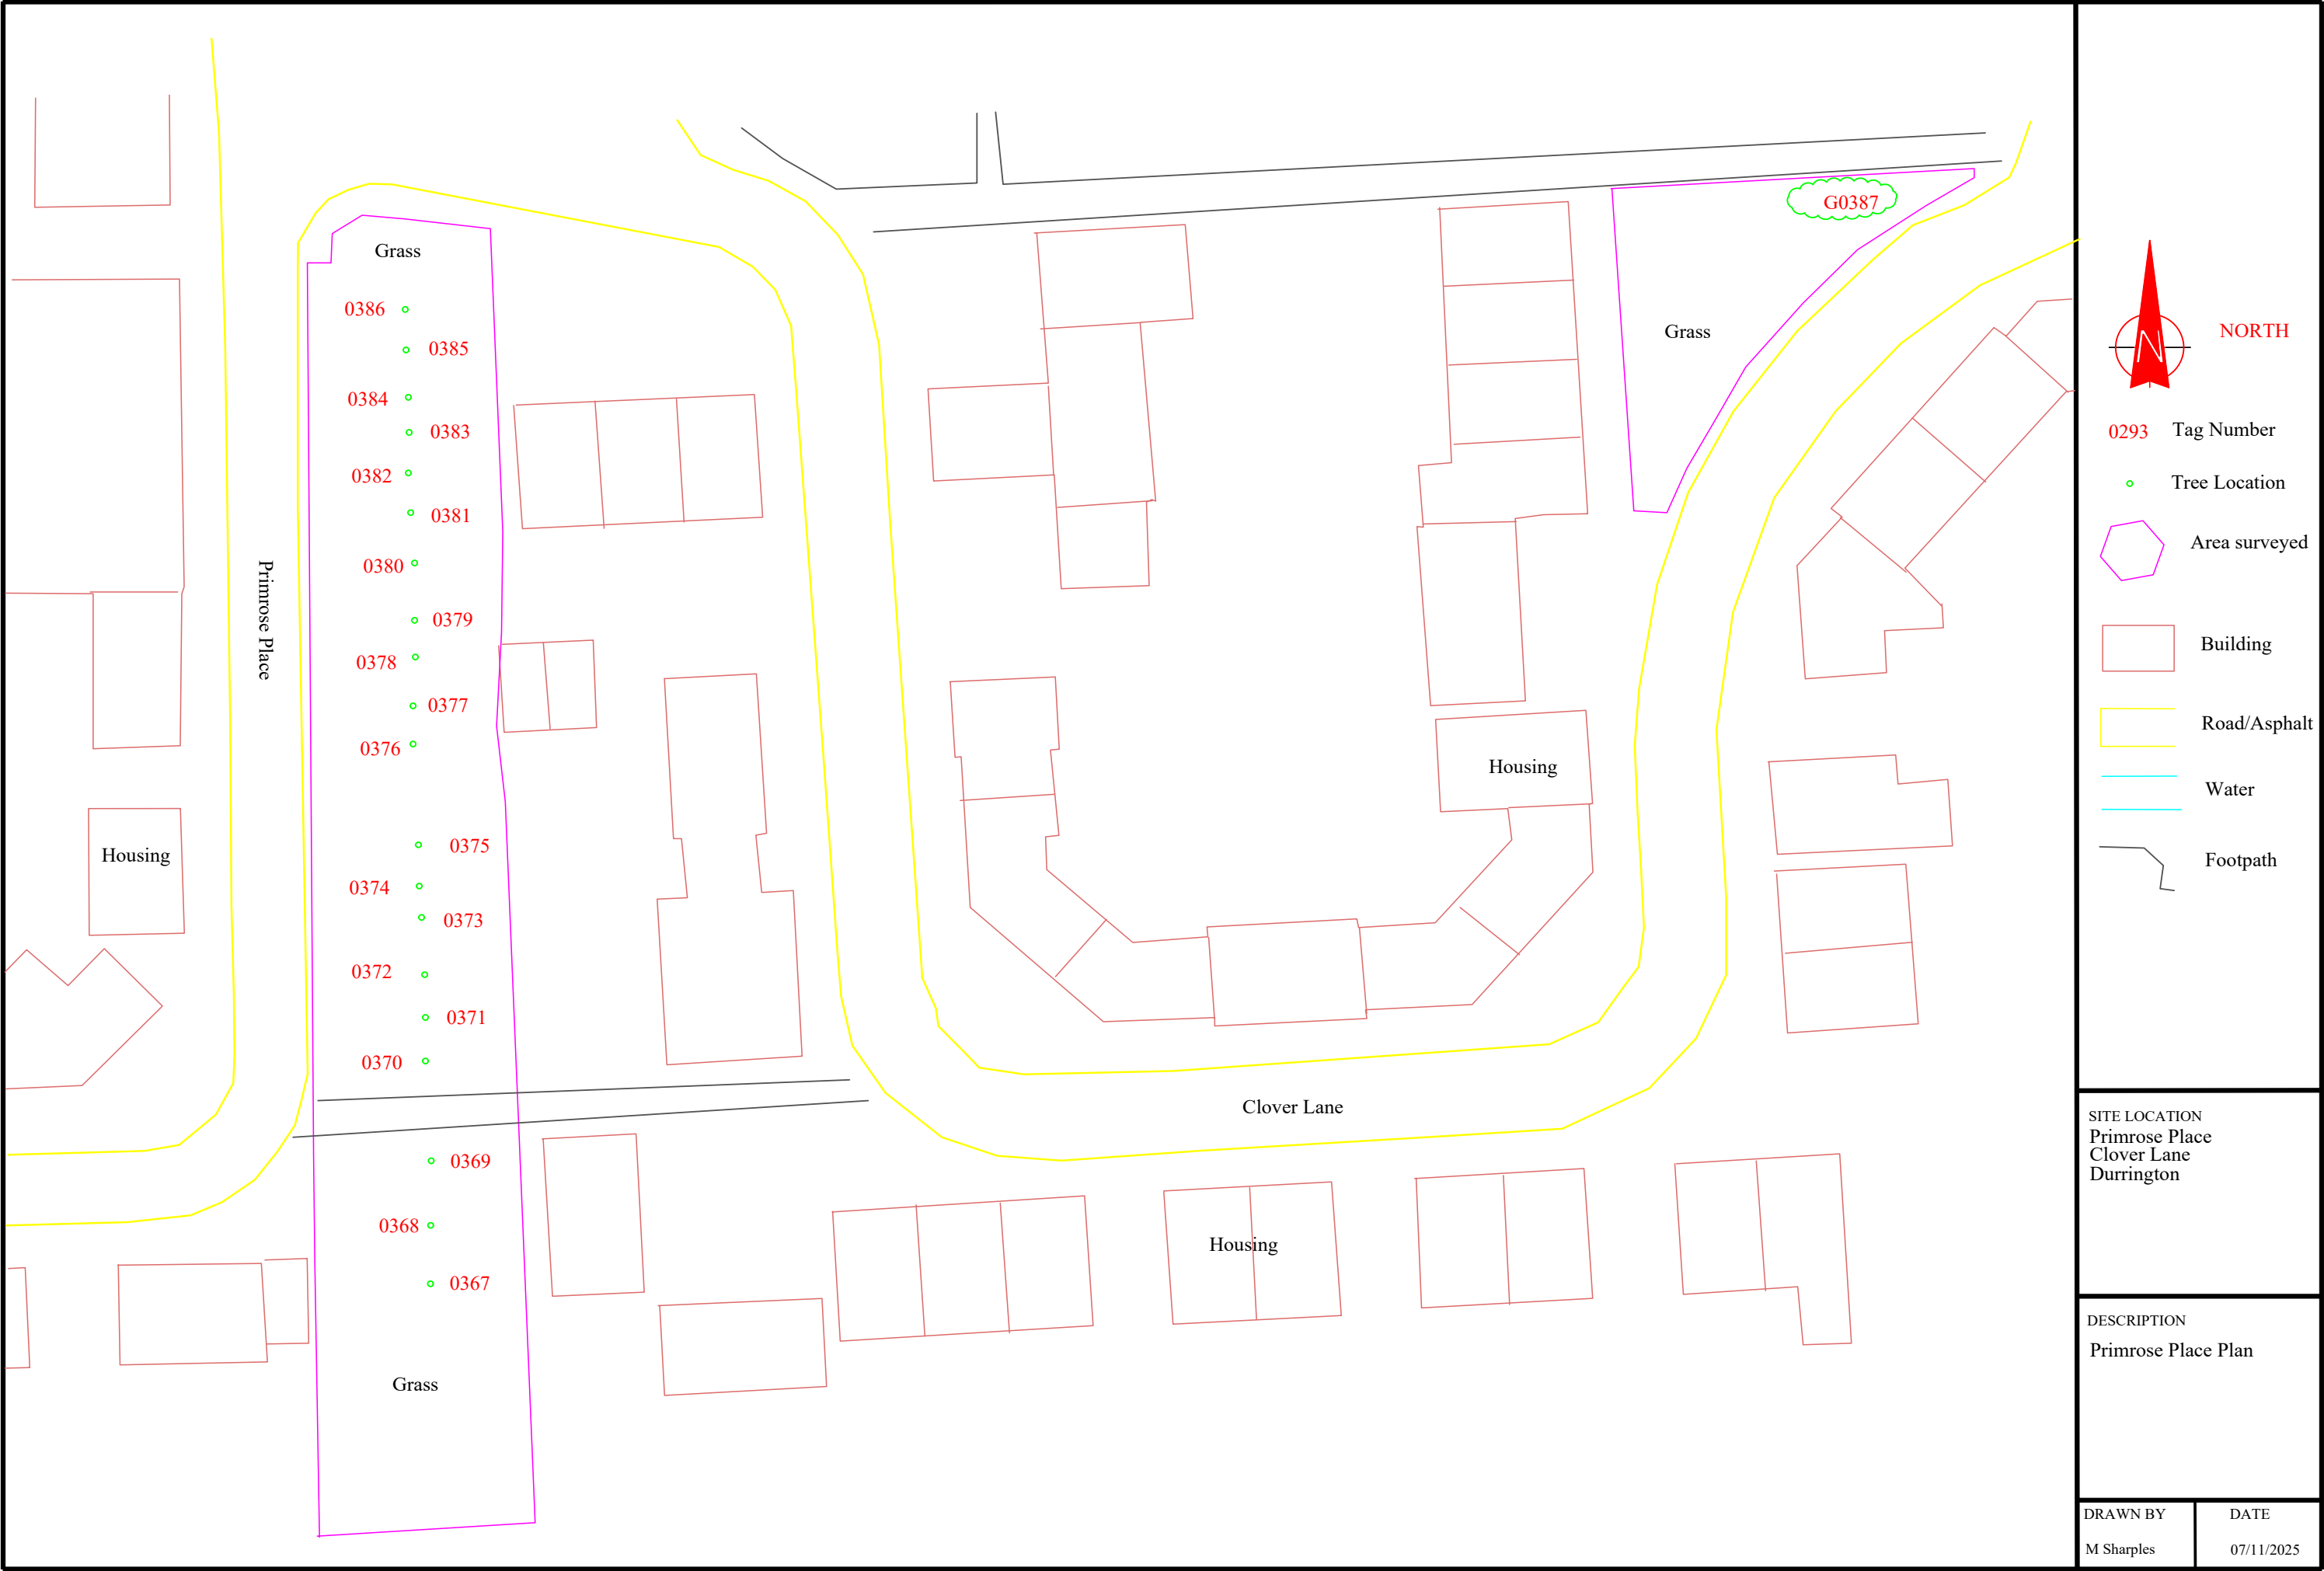 G0387
Grass
0386
Grass
0385
0384
0383
0382
0381
0380
Primrose Place
0379
0378
0377
0376
Housing
0375
Housing
0374
0373
0372
0371
0370
Clover Lane
0369
0368
Housing
0367
Grass
N
NORTH
0293 Tag Number
Tree Location
Area surveyed
Building
Road/Asphalt
Water
Footpath
SITE LOCATION
Primrose Place
Clover Lane
Durrington
DESCRIPTION
Primrose Place Plan
DRAWN BY DATE
M Sharples 07/11/2025